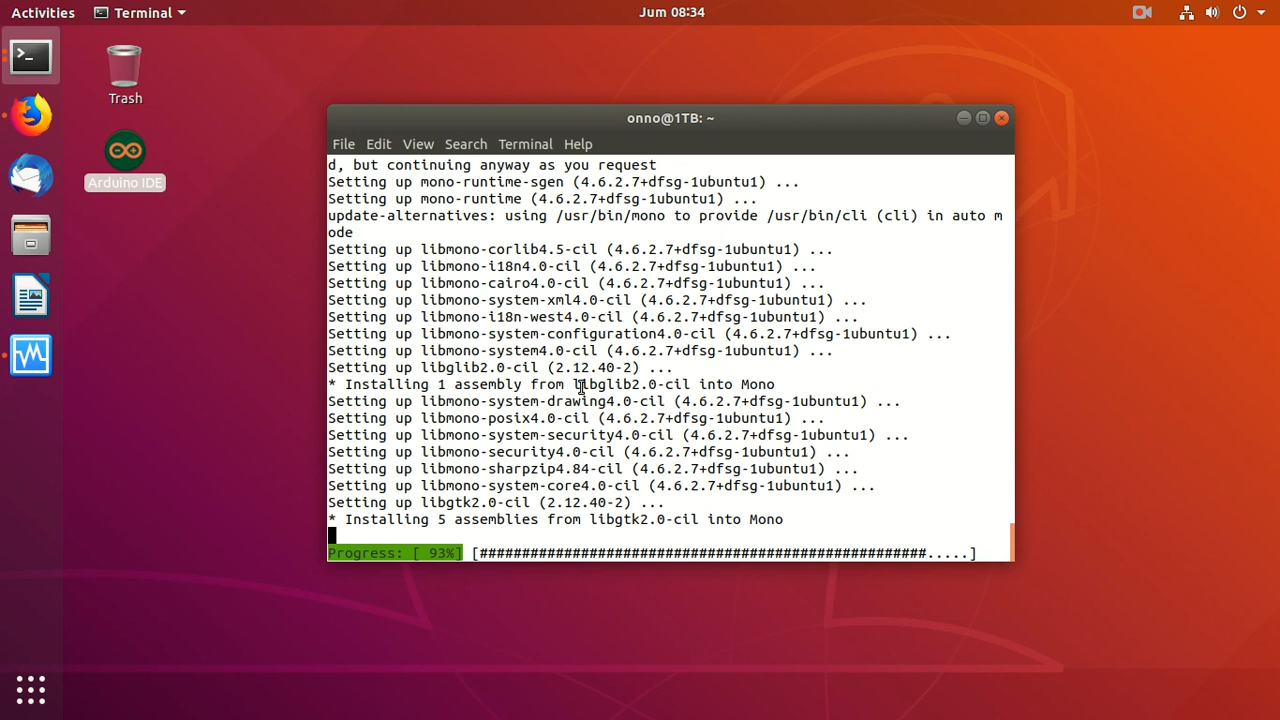 Activities
Terminal
Jum 08:34
Trash
Arduino IDE
onno@1TB: ~
File Edit View Search Terminal Help
d, but continuing anyway as you request
Setting up mono-runtime-sgen (4.6.2.7+dfsg-1ubuntu1) ...
Setting up mono-runtime (4.6.2.7+dfsg-1ubuntu1) ...
update-alternatives: using /usr/bin/mono to provide /usr/bin/cli (cli) in auto m
ode
Setting up libmono-corlib4.5-cil (4.6.2.7+dfsg-1ubuntu1) ...
Setting up libmono-i18n4.0-cil (4.6.2.7+dfsg-1ubuntu1) ...
Setting up libmono-cairo4.0-cil (4.6.2.7+dfsg-1ubuntu1) ...
Setting up libmono-system-xml4.0-cil (4.6.2.7+dfsg-1ubuntu1) ...
Setting up libmono-i18n-west4.0-cil (4.6.2.7+dfsg-1ubuntu1) ...
Setting up libmono-system-configuration4.0-cil (4.6.2.7+dfsg-1ubuntu1) ...
Setting up libmono-system4.0-cil (4.6.2.7+dfsg-1ubuntu1) ...
Setting up libglib2.0-cil (2.12.40-2) ...
* Installing 1 assembly from libglib2.0-cil into Mono
Setting up libmono-system-drawing4.0-cil (4.6.2.7+dfsg-1ubuntu1) ...
Setting up libmono-posix4.0-cil (4.6.2.7+dfsg-1ubuntu1) ...
Setting up libmono-system-security4.0-cil (4.6.2.7+dfsg-1ubuntu1) ...
Setting up libmono-security4.0-cil (4.6.2.7+dfsg-1ubuntu1) ...
Setting up libmono-sharpzip4.84-cil (4.6.2.7+dfsg-1ubuntu1) ...
Setting up libmono-system-core4.0-cil (4.6.2.7+dfsg-1ubuntu1) ...
Setting up libgtk2.0-cil (2.12.40-2) ...
* Installing 5 assemblies from libgtk2.0-cil into Mono
Progress: [ 93%] [#####################################################.....]